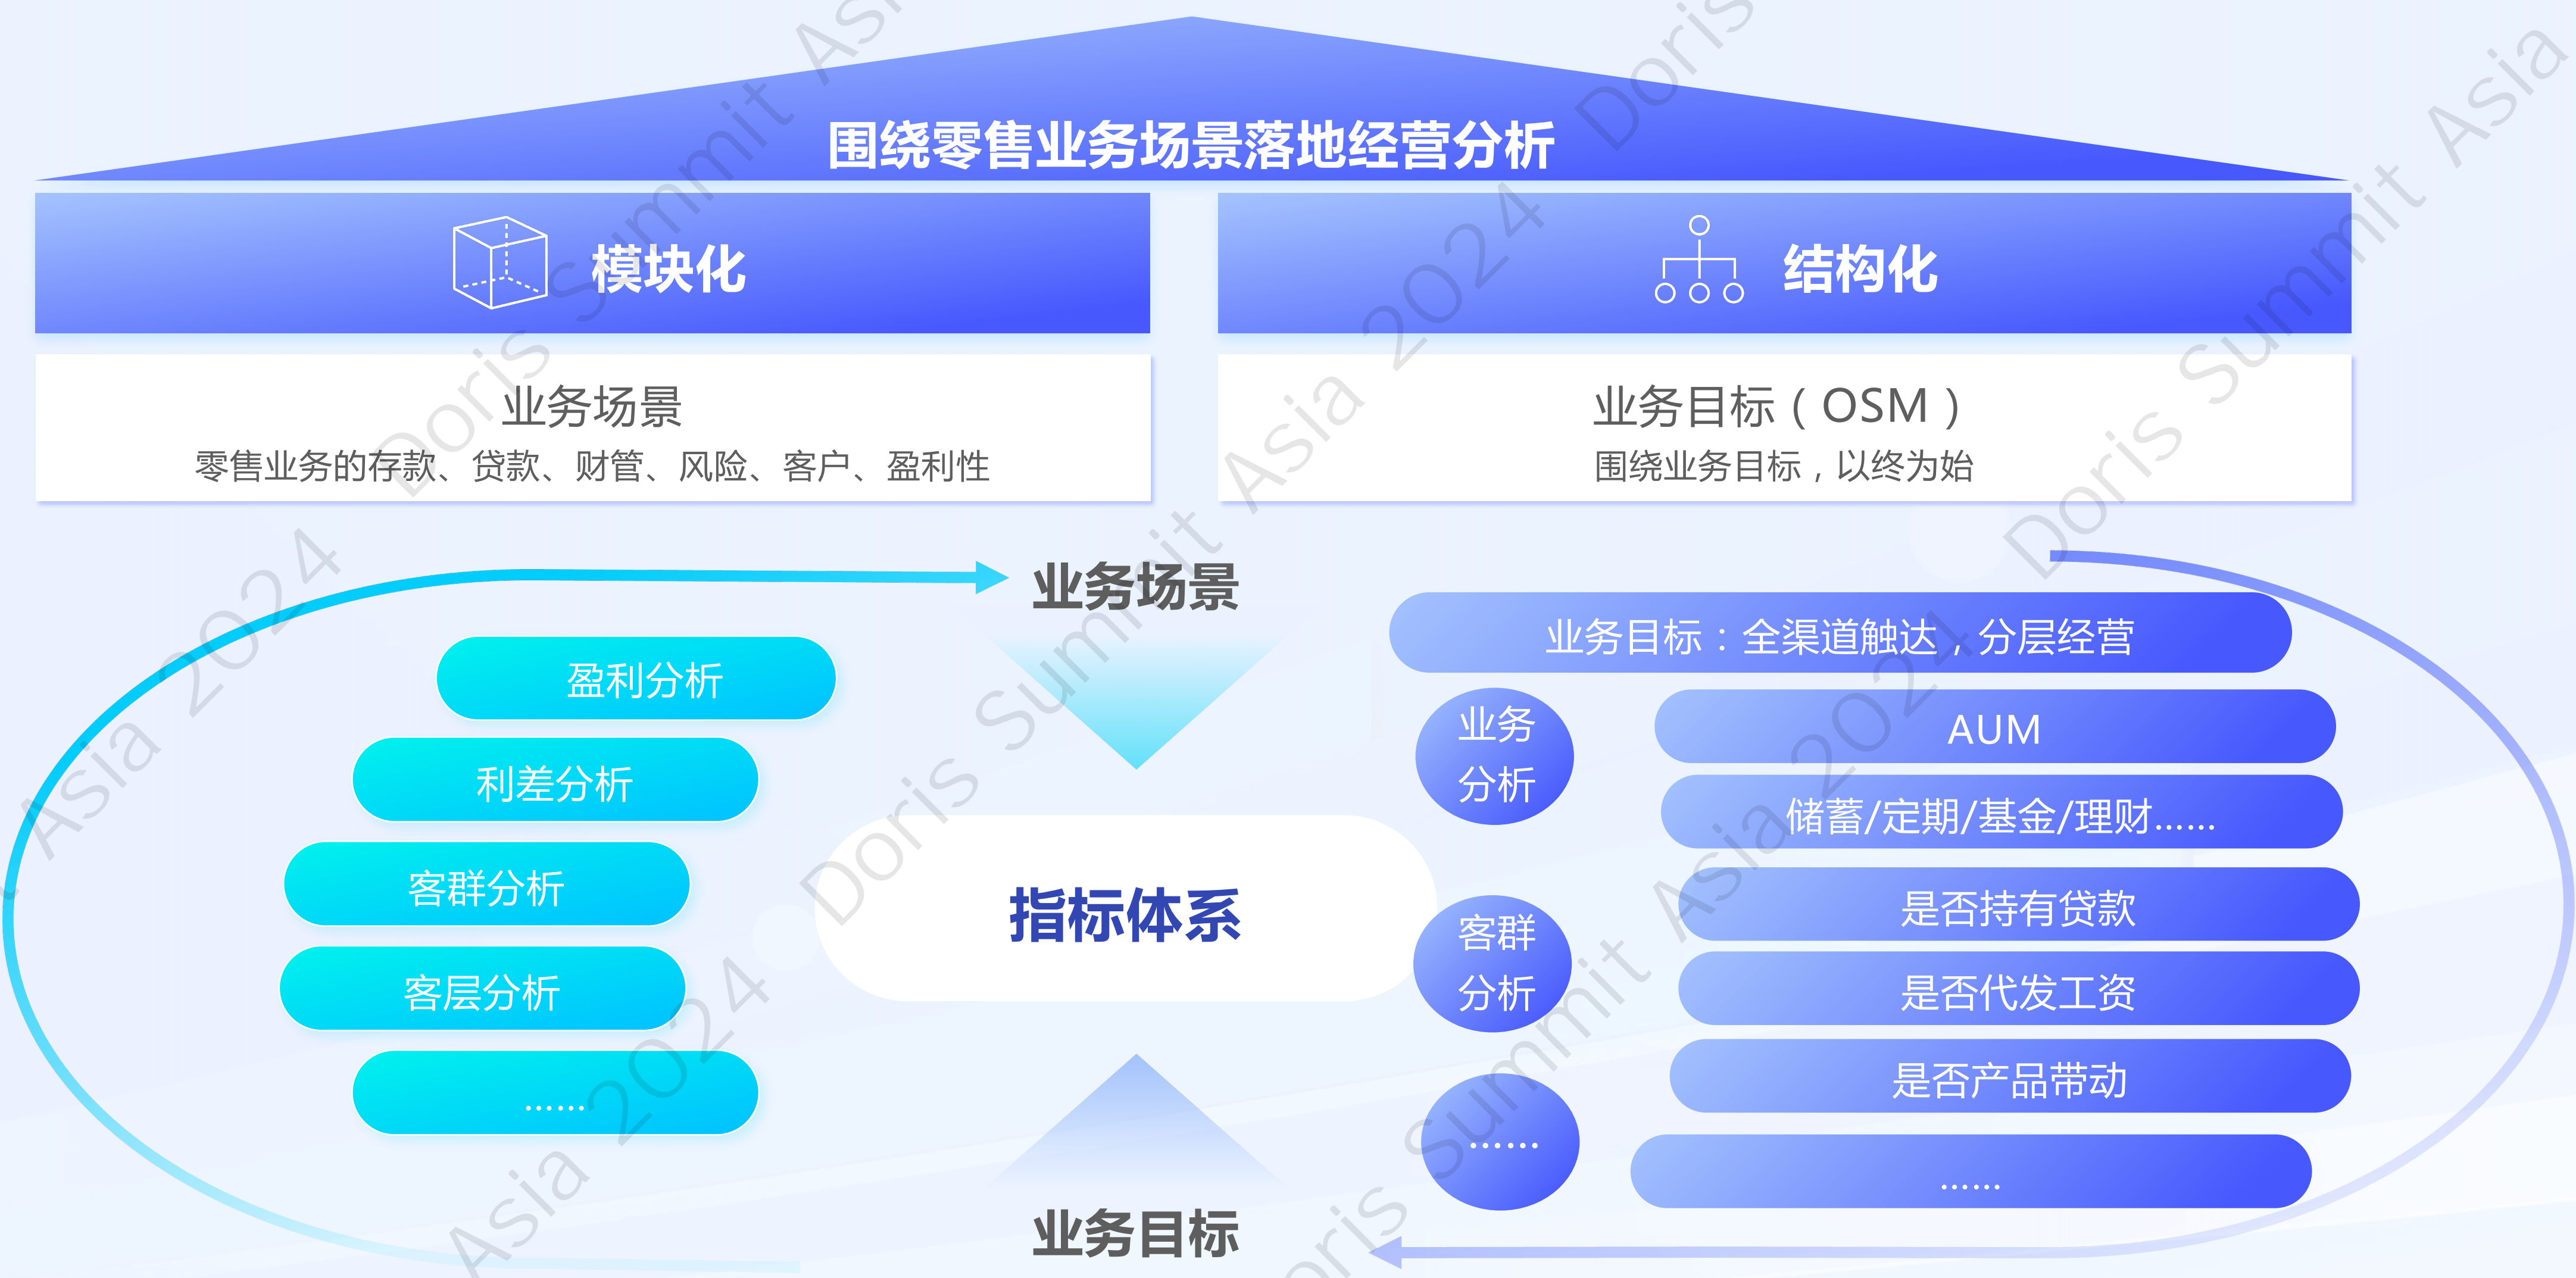 围绕零售业务场景落地经营分析
模块化
结构化
业务场景
零售业务的存款、贷款、财管、风险、客户、盈利性
业务目标（OSM）
围绕业务目标，以终为始
业务场景
盈利分析
利差分析
客群分析
客层分析
......
指标体系
业务目标
业务目标：全渠道触达，分层经营
业务
分析
AUM
储蓄/定期/基金/理财......
客群
分析
是否持有贷款
是否代发工资
是否产品带动
......
......
Doris Summit Asia 2024